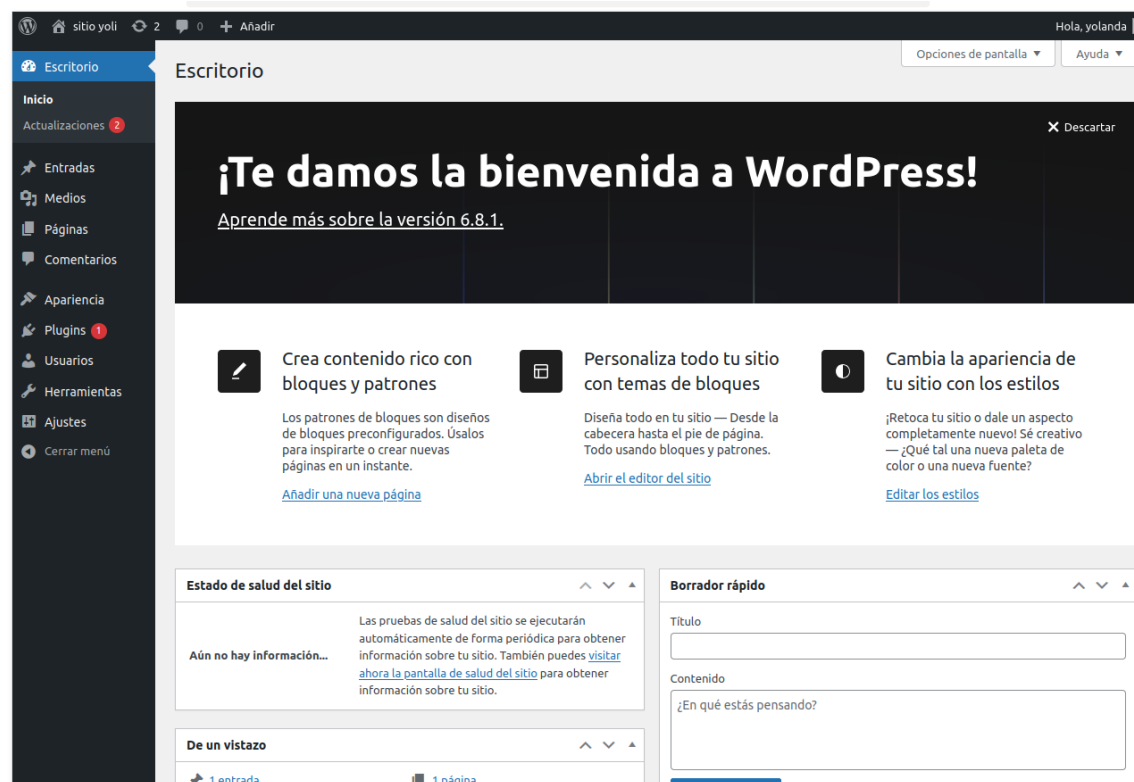 sitio yoli 2 0 + Añadir Hola, yolanda
Opciones de pantalla ▼ Ayuda ▼
Escritorio
Inicio
Actualizaciones 2
Entradas
Medios
Páginas
Comentarios
Apariencia
Plugins 1
Usuarios
Herramientas
Ajustes
Cerrar menú
Escritorio
Descartar
¡Te damos la bienvenida a WordPress!
Aprende más sobre la versión 6.8.1.
Crea contenido rico con
bloques y patrones
Los patrones de bloques son diseños
de bloques preconfigurados. Úsalos
para inspirarte o crear nuevas
páginas en un instante.
Añadir una nueva página
Personaliza todo tu sitio
con temas de bloques
Diseña todo en tu sitio — Desde la
cabecera hasta el pie de página.
Todo usando bloques y patrones.
Abrir el editor del sitio
Cambia la apariencia de
tu sitio con los estilos
¡Retoca tu sitio o dale un aspecto
completamente nuevo! Sé creativo
— ¿Qué tal una nueva paleta de
color o una nueva fuente?
Editar los estilos
Estado de salud del sitio
Aún no hay información...
Las pruebas de salud del sitio se ejecutarán
automáticamente de forma periódica para obtener
información sobre tu sitio. También puedes visitar
ahora la pantalla de salud del sitio para obtener
información sobre tu sitio.
De un vistazo
1 entrada
1 página
Borrador rápido
Título
Contenido
¿En qué estás pensando?